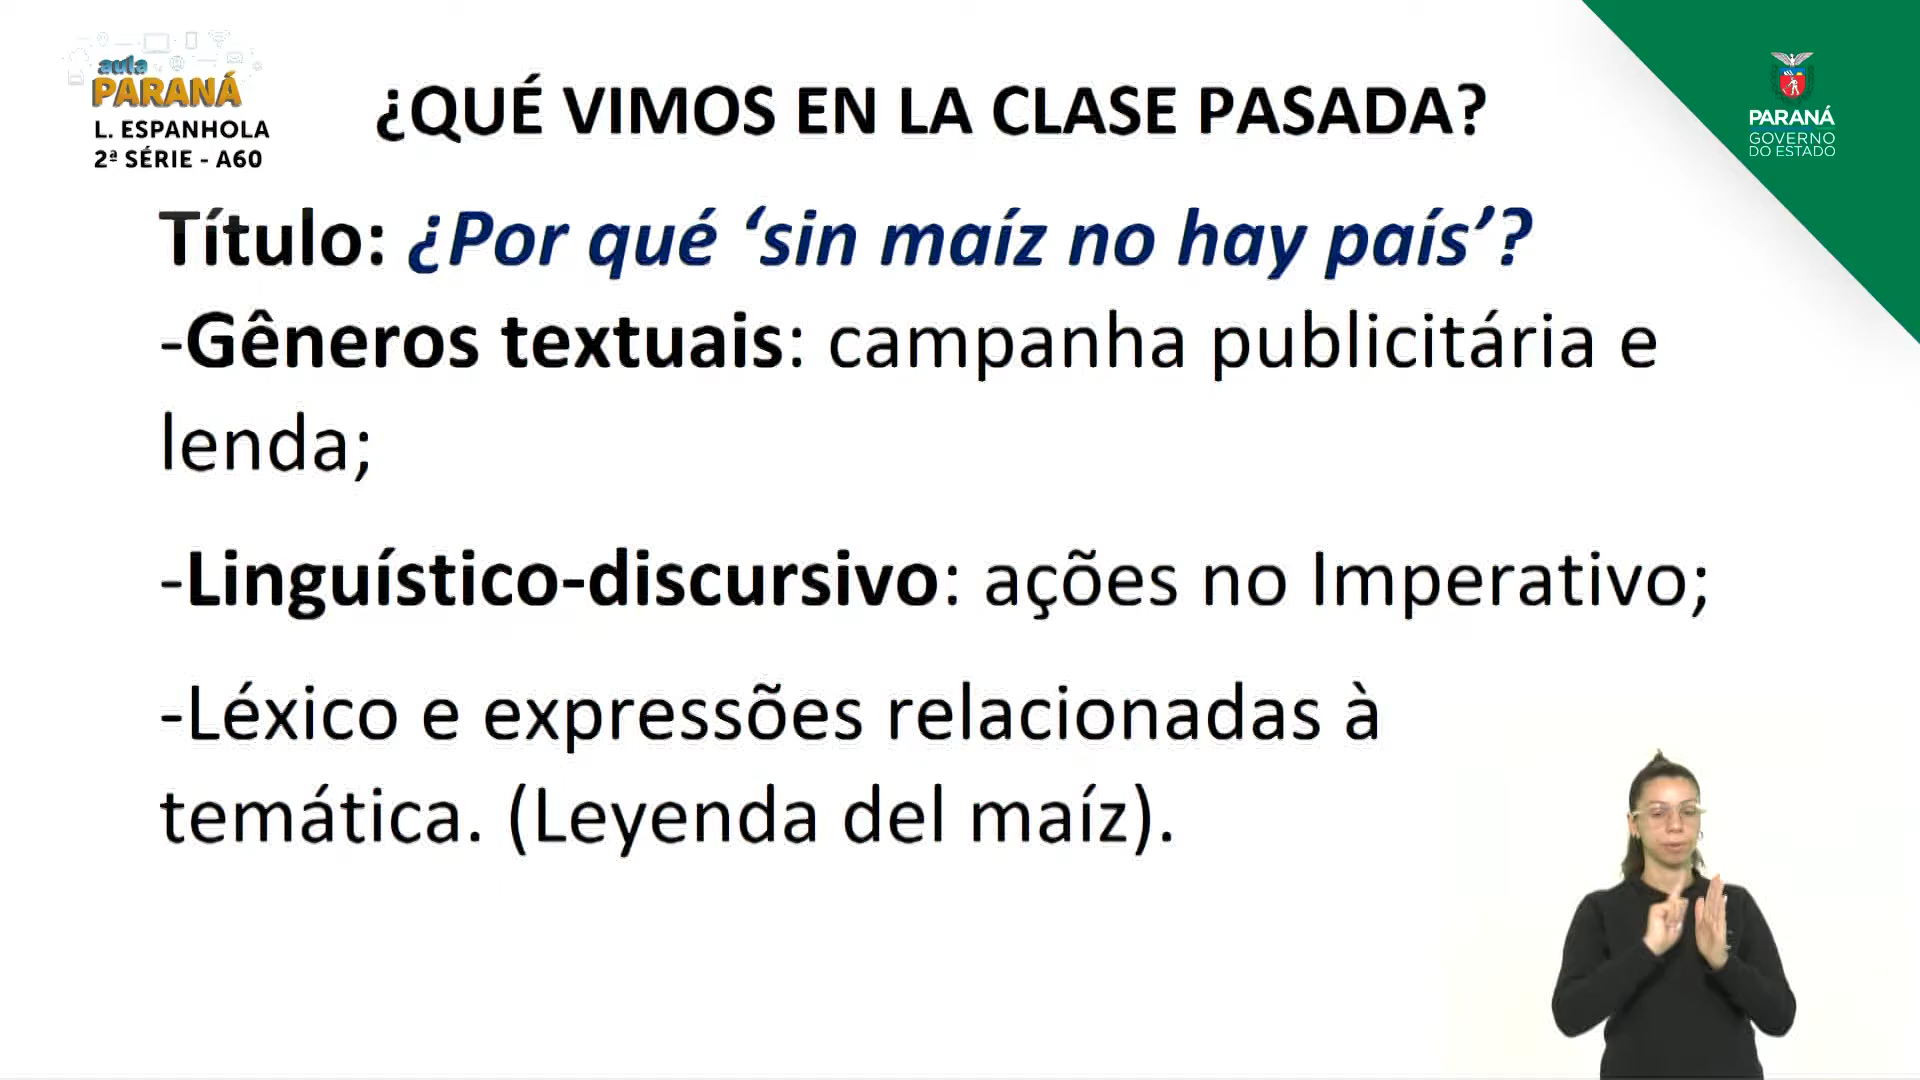 aula
PARANÁ
L. ESPANHOLA
2ª SÉRIE - A60
¿QUÉ VIMOS EN LA CLASE PASADA?
PARANÁ
GOVERNO
DO ESTADO
Título: ¿Por qué ‘sin maíz no hay país’?
-Gêneros textuais: campanha publicitária e
lenda;
-Linguístico-discursivo: ações no Imperativo;
-Léxico e expressões relacionadas à
temática. (Leyenda del maíz).